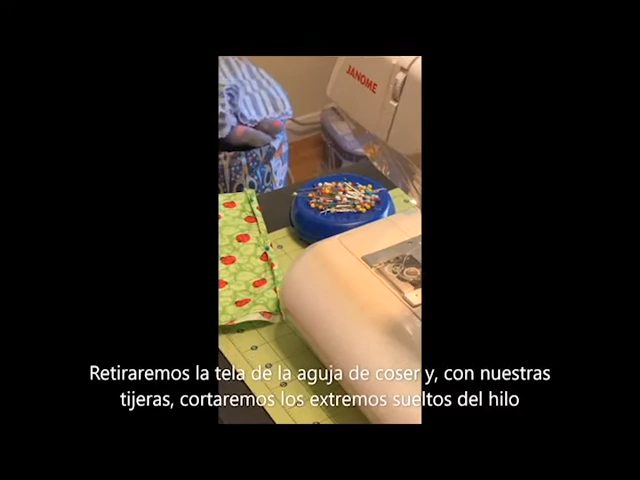 JANOME
Retiraremos la tela de la aguja de coser y, con nuestras
tijeras, cortaremos los extremos sueltos del hilo